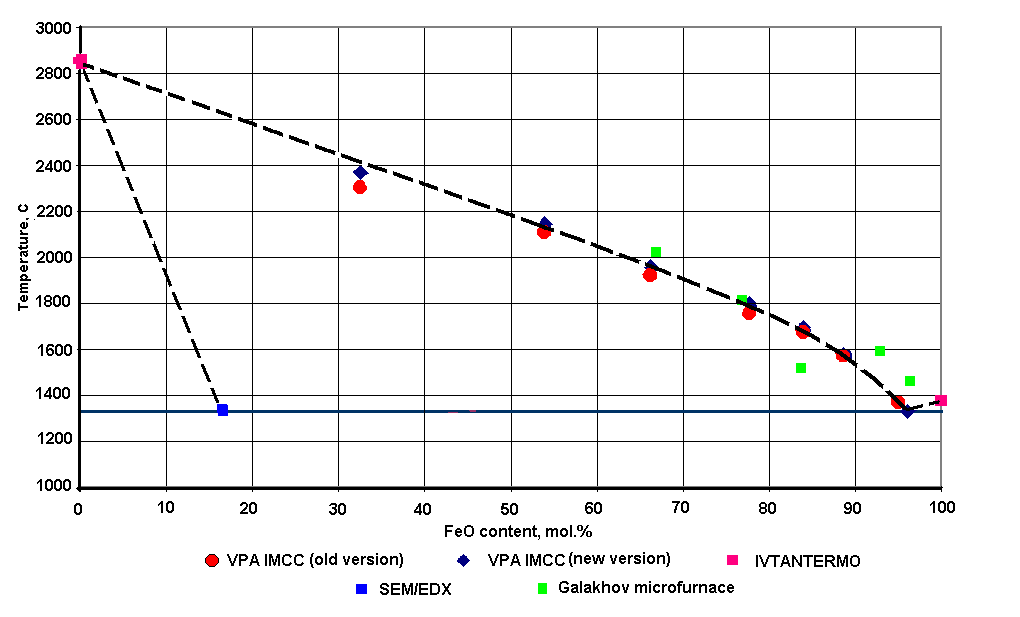 3000
2800
2600
2400
2200
2000
1800
1600
1400
1200
1000
Temperature, C
0 10 20 30 40 50 60 70 80 90 100
FeO content, mol.%
VPA IMCC (old version) VPA IMCC (new version) IVTANTERMO
SEM/EDX Galakhov microfurnace